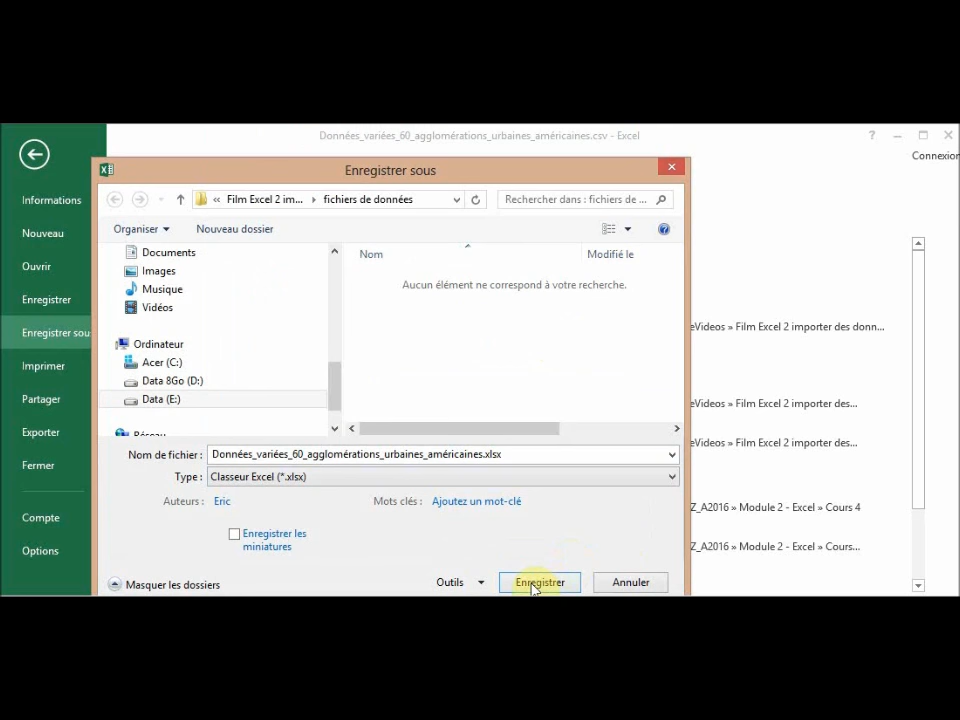 Données_variées_60_agglomérations_urbaines_américaines.csv - Excel
?
Connexion
Informations
Nouveau
Ouvrir
Enregistrer
Enregistrer sous
Imprimer
Partager
Exporter
Fermer
Compte
Options
Enregistrer sous
« Film Excel 2 im... › fichiers de données
Rechercher dans : fichiers de ...
Organiser
Nouveau dossier
Documents
Images
Musique
Vidéos
Ordinateur
Acer (C:)
Data 8Go (D:)
Data (E:)
Réseau
Nom
Modifié le
Aucun élément ne correspond à votre recherche.
Nom de fichier : Données_variées_60_agglomérations_urbaines_américaines.xlsx
Type : Classeur Excel (*.xlsx)
Auteurs : Eric
Mots clés : Ajoutez un mot-clé
Enregistrer les
miniatures
Masquer les dossiers
Outils
Enregistrer
Annuler
eVideos » Film Excel 2 importer des donn...
eVideos » Film Excel 2 importer des...
eVideos » Film Excel 2 importer des...
Z_A2016 » Module 2 - Excel » Cours 4
Z_A2016 » Module 2 - Excel » Cours...